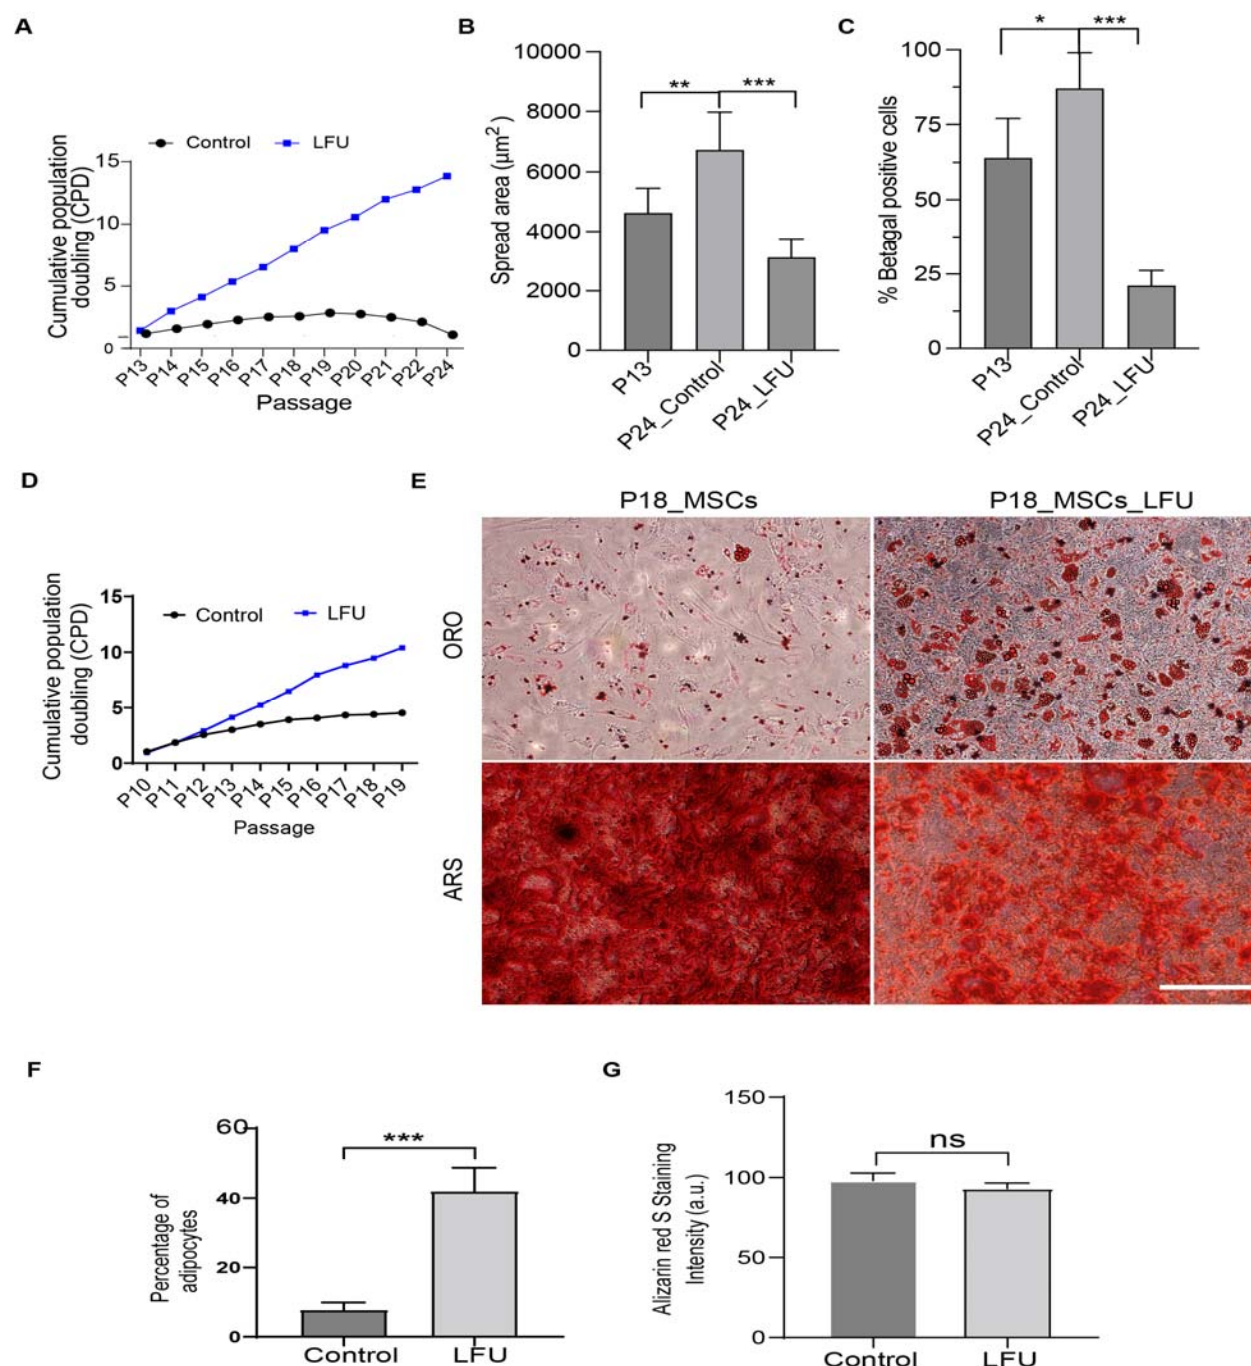 A
Control
LFU
Cumulative population
doubling (CPD)
15
10
5
0
P13
P14
P15
P16
P17
P18
P19
P20
P21
P22
P24
Passage
B
Spread area (µm²)
10000
8000
6000
4000
2000
0
**
***
P13
P24_Control
P24_LFU
C
% Betagal positive cells
100
75
50
25
0
*
***
P13
P24_Control
P24_LFU
D
Control
LFU
Cumulative population
doubling (CPD)
15
10
5
0
P10
P11
P12
P13
P14
P15
P16
P17
P18
P19
Passage
E
P18_MSCs
P18_MSCs_LFU
ORO
ARS
F
Percentage of
adipocytes
60
40
20
0
***
Control
LFU
G
Alizarin red S Staining
Intensity (a.u.)
150
100
50
0
ns
Control
LFU